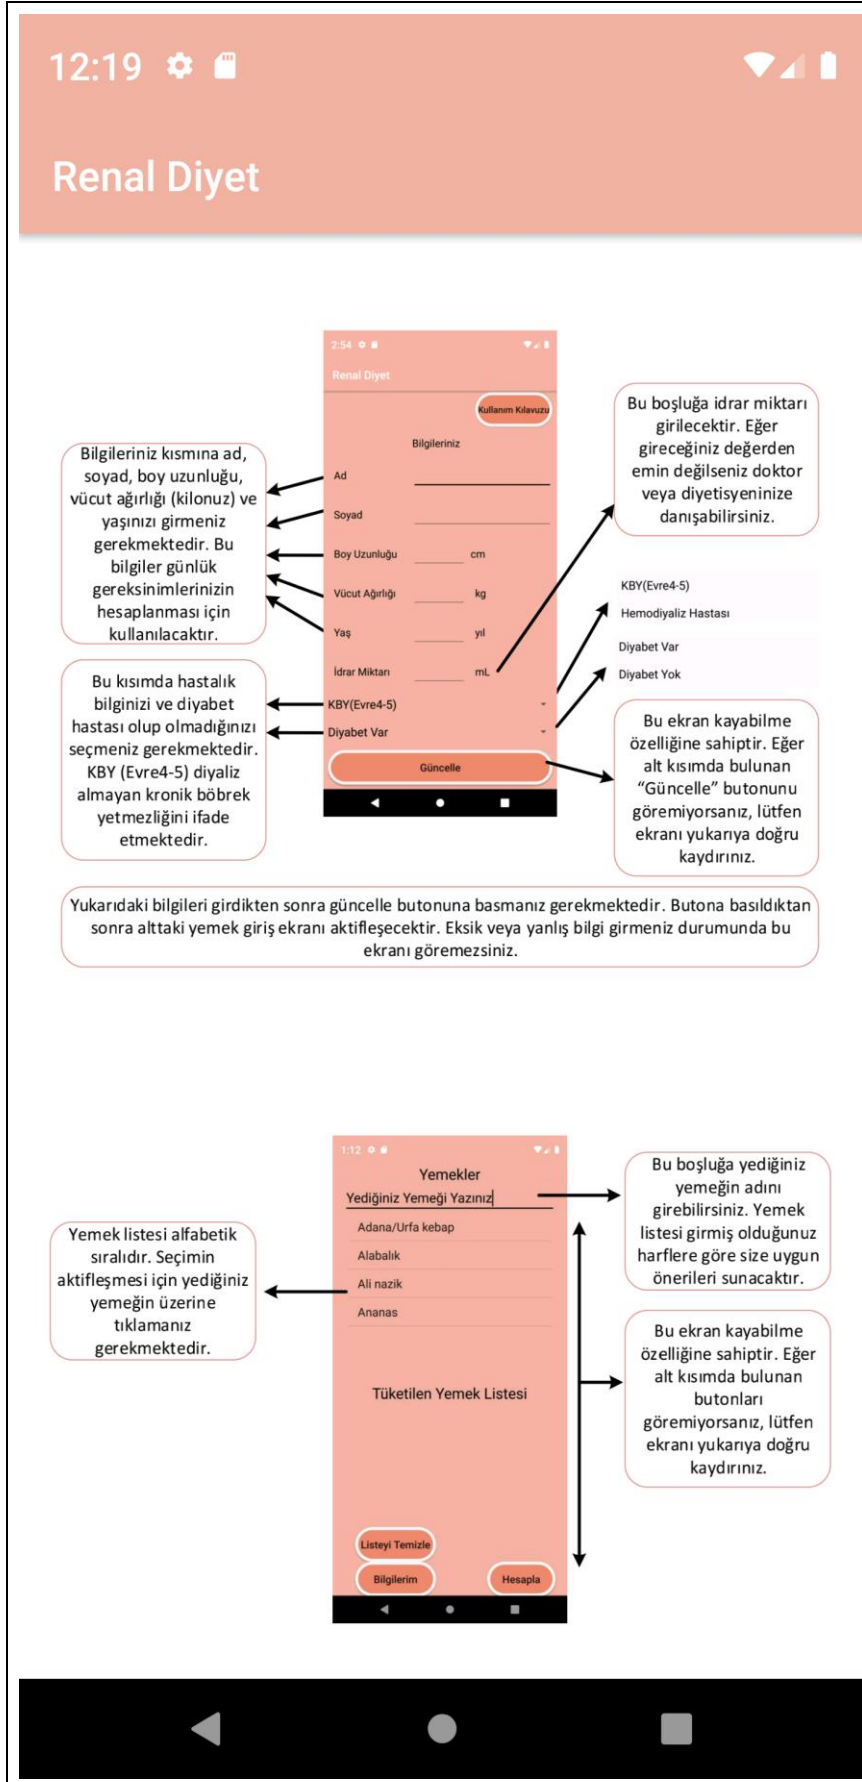 12:19
Renal Diyet
2:54
Renal Diyet
Kullanım Kılavuzu
Bilgileriniz
Ad
Soyad
Boy Uzunluğu cm
Vücut Ağırlığı kg
Yaş yıl
İdrar Miktarı mL
KBY(Evre4-5)
Diyabet Var
Güncelle
Bilgileriniz kısmına ad,
soyad, boy uzunluğu,
vücut ağırlığı (kilonuz) ve
yaşınızı girmeniz
gerekmektedir. Bu
bilgiler günlük
gereksinimlerinizin
hesaplanması için
kullanılacaktır.
Bu kısımda hastalık
bilginizi ve diyabet
hastası olup olmadığınızı
seçmeniz gerekmektedir.
KBY (Evre4-5) diyaliz
almayan kronik böbrek
yetmezliğini ifade
etmektedir.
Bu boşluğa idrar miktarı
girilecektir. Eğer
gireceğiniz değerden
emin değilseniz doktor
veya diyetisyeninize
danışabilirsiniz.
KBY(Evre4-5)
Hemodiyaliz Hastası
Diyabet Var
Diyabet Yok
Bu ekran kayabilme
özelliğine sahiptir. Eğer
alt kısımda bulunan
“Güncelle” butonunu
göremiyorsanız, lütfen
ekranı yukarıya doğru
kaydırınız.
Yukarıdaki bilgileri girdikten sonra güncelle butonuna basmanız gerekmektedir. Butona basıldıktan
sonra alttaki yemek giriş ekranı aktifleşecektir. Eksik veya yanlış bilgi girmeniz durumunda bu
ekranı göremezsiniz.
1:12
Yemekler
Yediğiniz Yemeği Yazınız
Adana/Urfa kebap
Alabalık
Ali nazik
Ananas
Tüketilen Yemek Listesi
Listeyi Temizle
Bilgilerim
Hesapla
Yemek listesi alfabetik
sıralıdır. Seçimin
aktifleşmesi için yediğiniz
yemeğin üzerine
tıklamanız
gerekmektedir.
Bu boşluğa yediğiniz
yemeğin adını
girebilirsiniz. Yemek
listesi girmiş olduğunuz
harflere göre size uygun
önerileri sunacaktır.
Bu ekran kayabilme
özelliğine sahiptir. Eğer
alt kısımda bulunan
butonları
göremiyorsanız, lütfen
ekranı yukarıya doğru
kaydırınız.